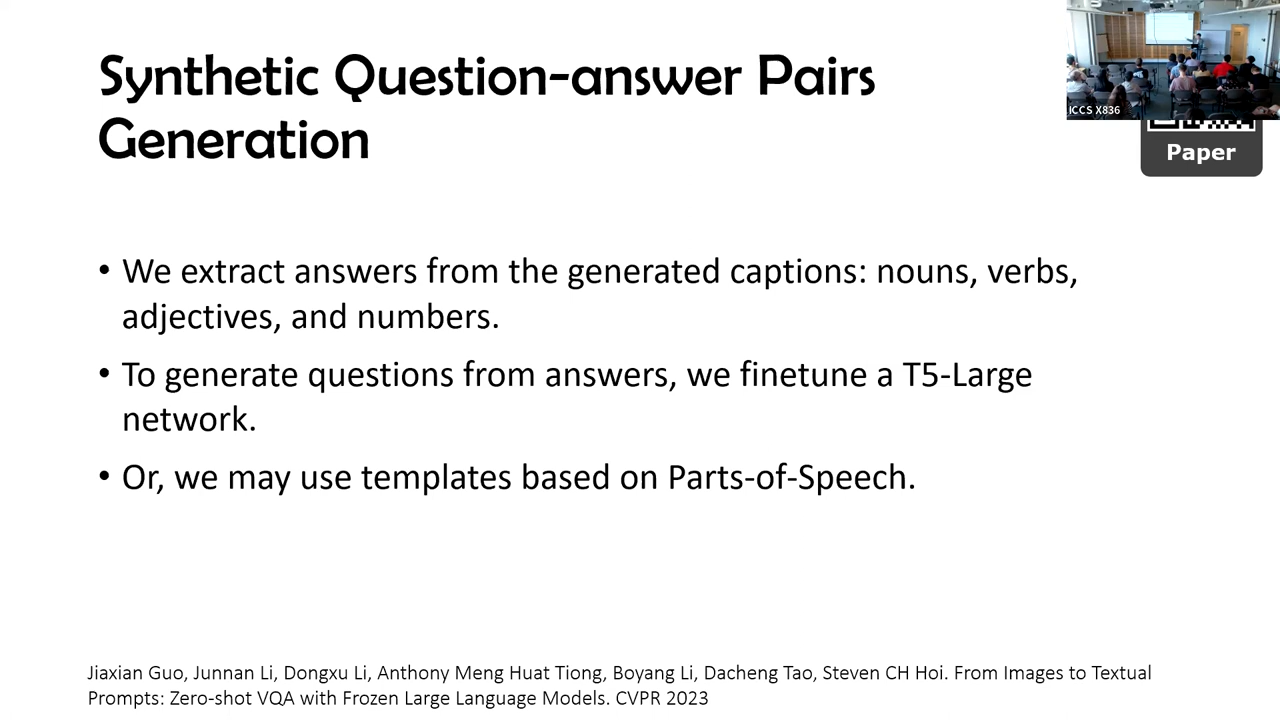 Synthetic Question-answer Pairs
Generation
ICCS X836
Paper
• We extract answers from the generated captions: nouns, verbs,
adjectives, and numbers.
• To generate questions from answers, we finetune a T5-Large
network.
• Or, we may use templates based on Parts-of-Speech.
Jiaxian Guo, Junnan Li, Dongxu Li, Anthony Meng Huat Tiong, Boyang Li, Dacheng Tao, Steven CH Hoi. From Images to Textual
Prompts: Zero-shot VQA with Frozen Large Language Models. CVPR 2023